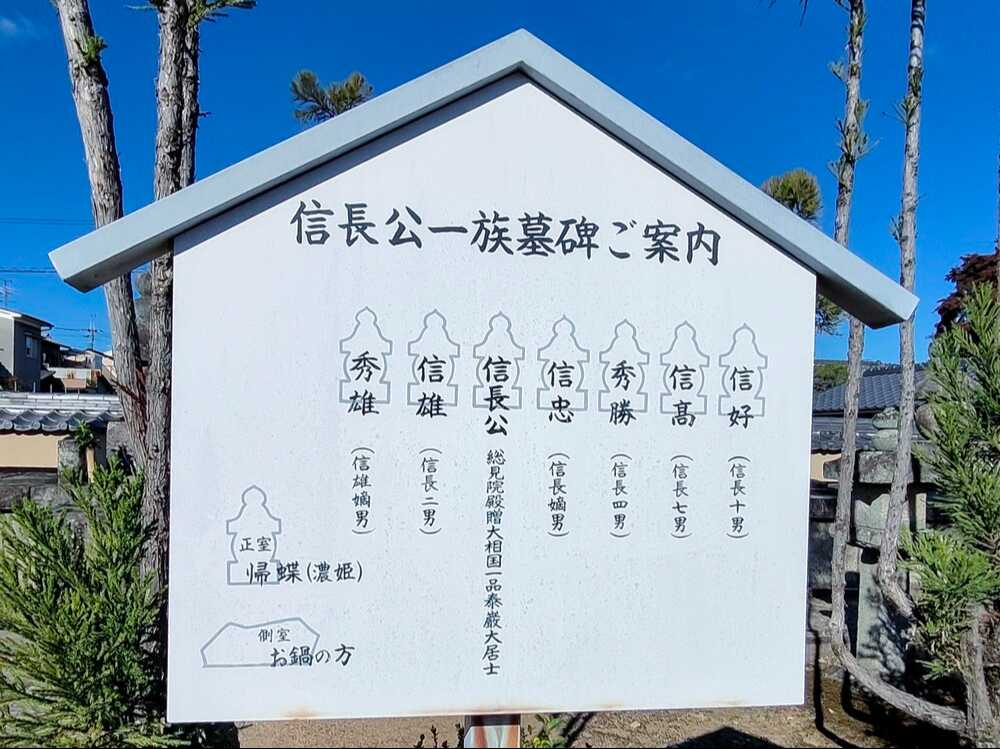 信長公一族墓碑ご案内
信好
(信長十男)
信高
(信長七男)
秀勝
(信長四男)
信忠
(信長嫡男)
信長公
総見院殿贈大相国一品泰巌大居士
信雄
(信長二男)
秀雄
(信雄嫡男)
正室
帰蝶(濃姫)
側室
お鍋の方